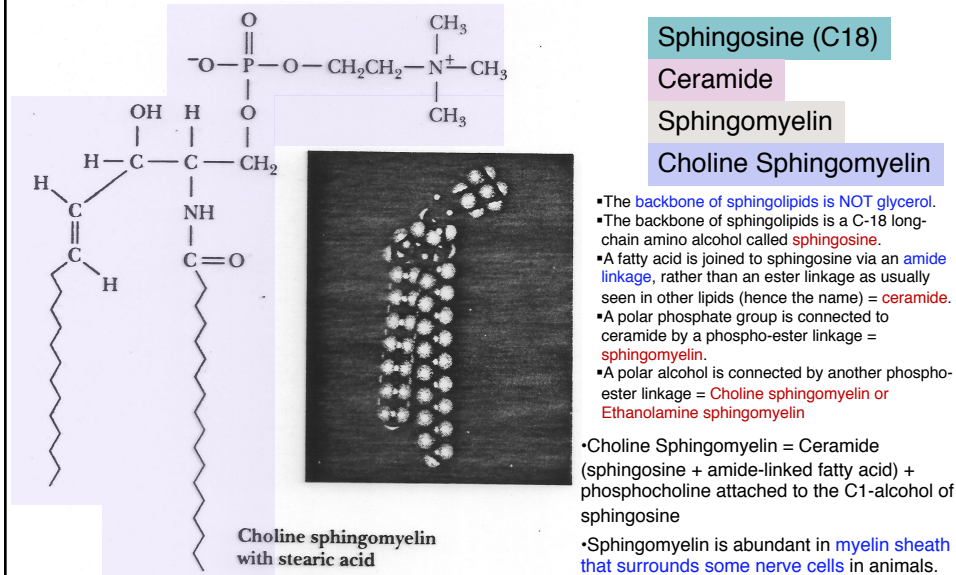 O
CH3
⁻O—P—O—CH2CH2—N⁺—CH3
OH H O CH3
H—C—C—CH2
H
C NH
C C=O
H
Choline sphingomyelin
with stearic acid
Sphingosine (C18)
Ceramide
Sphingomyelin
Choline Sphingomyelin
▪The backbone of sphingolipids is NOT glycerol.
▪The backbone of sphingolipids is a C-18 long-
chain amino alcohol called sphingosine.
▪A fatty acid is joined to sphingosine via an amide
linkage, rather than an ester linkage as usually
seen in other lipids (hence the name) = ceramide.
▪A polar phosphate group is connected to
ceramide by a phospho-ester linkage =
sphingomyelin.
▪A polar alcohol is connected by another phospho-
ester linkage = Choline sphingomyelin or
Ethanolamine sphingomyelin
•Choline Sphingomyelin = Ceramide
(sphingosine + amide-linked fatty acid) +
phosphocholine attached to the C1-alcohol of
sphingosine
•Sphingomyelin is abundant in myelin sheath
that surrounds some nerve cells in animals.